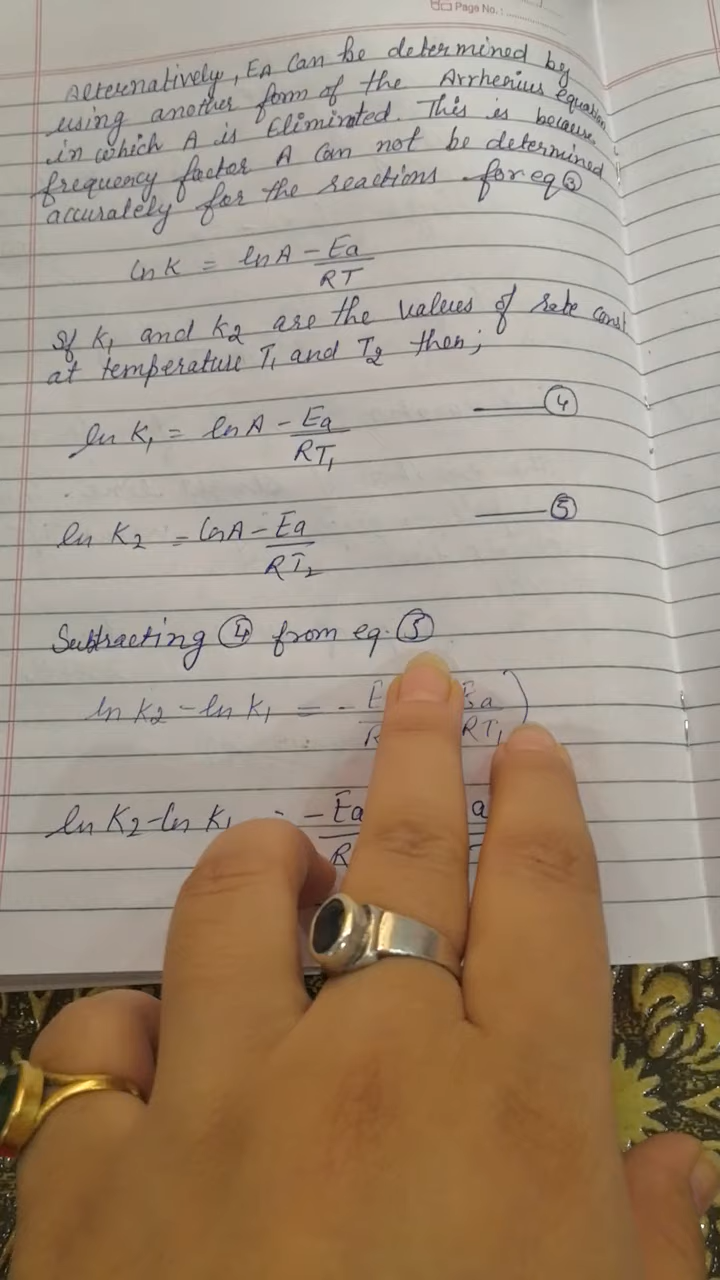 Page No. :
Alternatively, EA Can be determined by
using another form of the Arrhenius equation
in which A is Eliminated. This is because
frequency factor A can not be determined
accurately for the reactions for eq ③
ln K = ln A - Ea/RT
If K₁ and K₂ are the values of rate const
at temperature T₁ and T₂ then;
ln K₁ = ln A - Ea/RT₁ ④
ln K₂ = ln A - Ea/RT₂ ⑤
Subtracting ④ from eq. ⑤
ln K₂ - ln K₁ = - Ea RT₁ )
ln K₂ - ln K₁ = - Ea